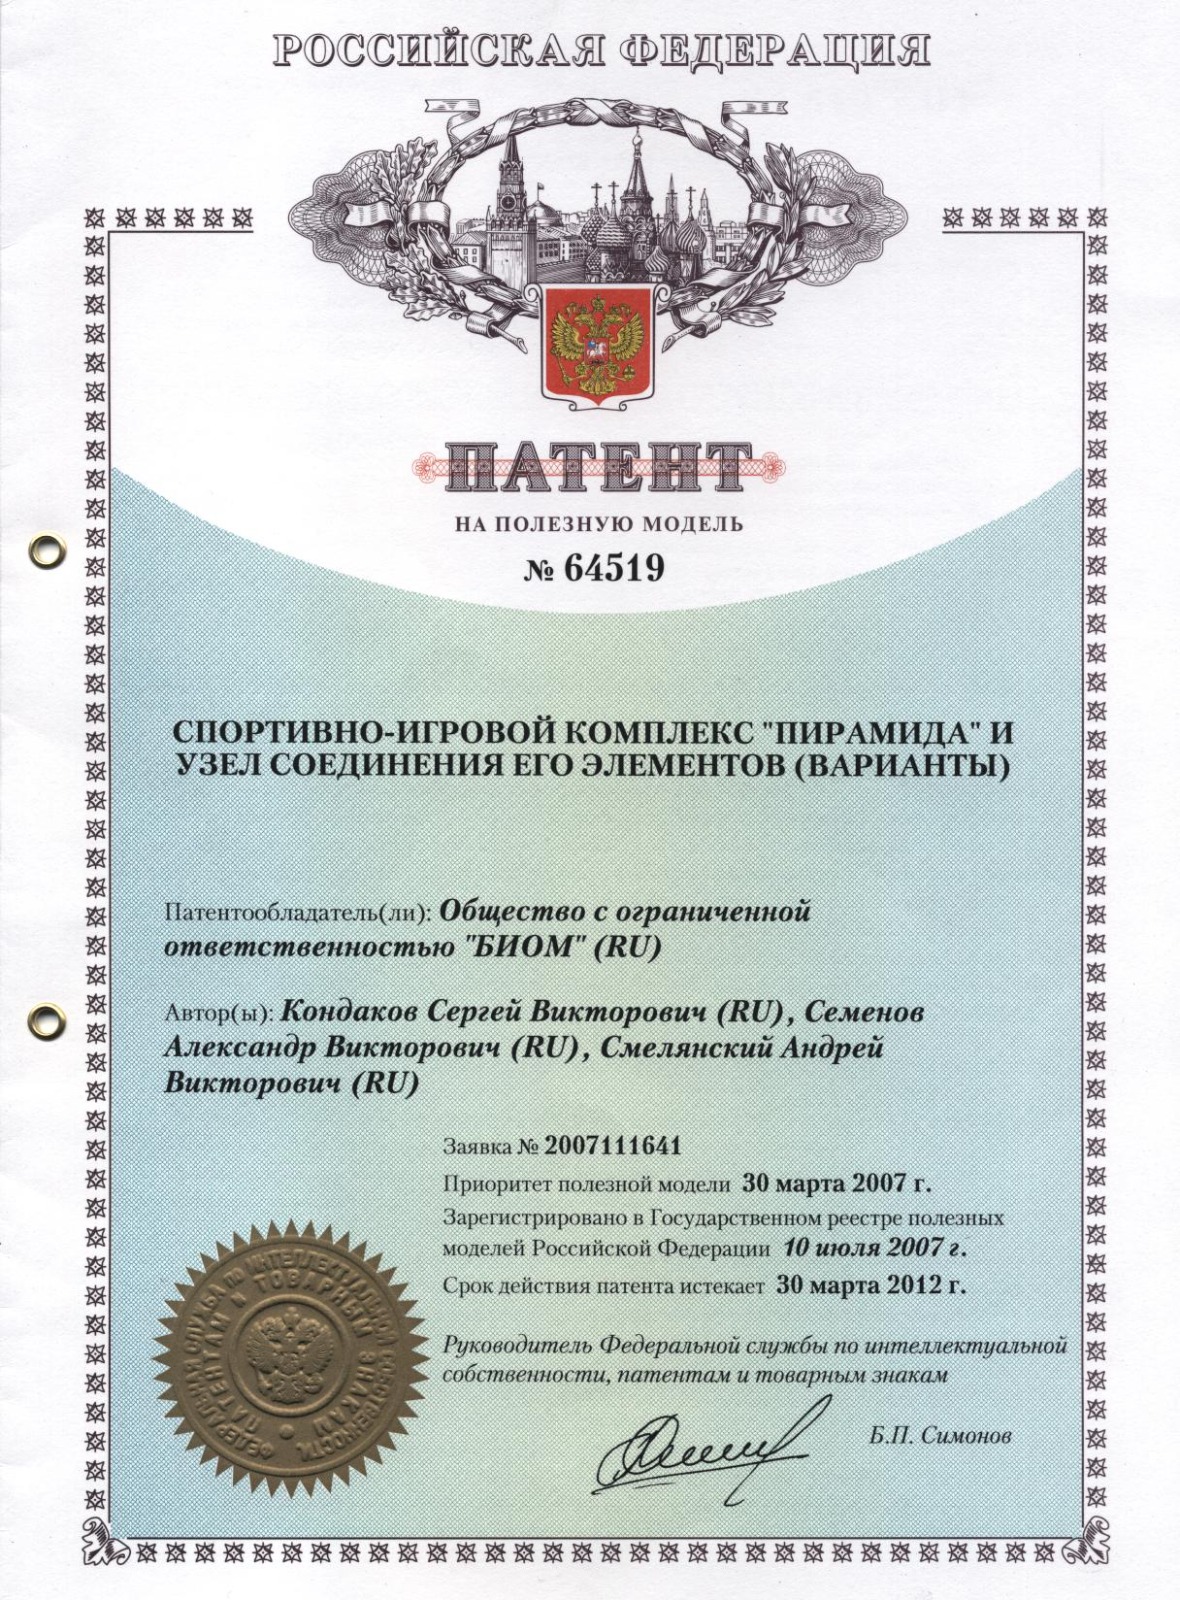 РОССИЙСКАЯ ФЕДЕРАЦИЯ
ПАТЕНТ
НА ПОЛЕЗНУЮ МОДЕЛЬ
№ 64519
СПОРТИВНО-ИГРОВОЙ КОМПЛЕКС "ПИРАМИДА" И
УЗЕЛ СОЕДИНЕНИЯ ЕГО ЭЛЕМЕНТОВ (ВАРИАНТЫ)
Патентообладатель(ли): Общество с ограниченной
ответственностью "БИОМ" (RU)
Автор(ы): Кондаков Сергей Викторович (RU), Семенов
Александр Викторович (RU), Смелянский Андрей
Викторович (RU)
Заявка № 2007111641
Приоритет полезной модели 30 марта 2007 г.
Зарегистрировано в Государственном реестре полезных
моделей Российской Федерации 10 июля 2007 г.
Срок действия патента истекает 30 марта 2012 г.
Руководитель Федеральной службы по интеллектуальной
собственности, патентам и товарным знакам
Б.П. Симонов
ФЕДЕРАЛЬНАЯ СЛУЖБА ПО ИНТЕЛЛЕКТУАЛЬНОЙ СОБСТВЕННОСТИ
ПАТЕНТАМ И ТОВАРНЫМ ЗНАКАМ